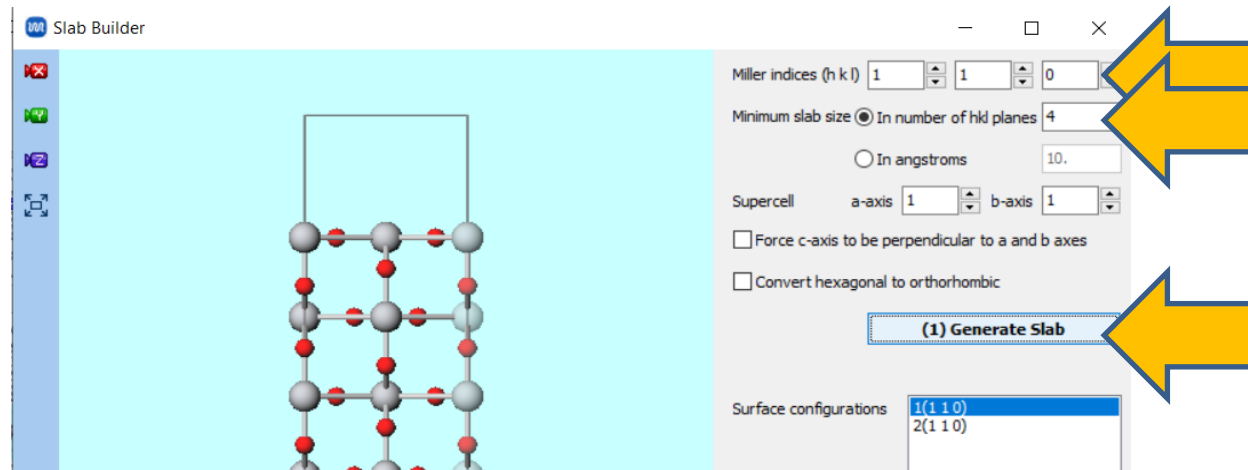 Slab Builder
Miller indices (h k l) 1 1 0
Minimum slab size In number of hkl planes 4
In angstroms 10.
Supercell a-axis 1 b-axis 1
Force c-axis to be perpendicular to a and b axes
Convert hexagonal to orthorhombic
(1) Generate Slab
Surface configurations 1(1 1 0)
2(1 1 0)
X
Y
Z